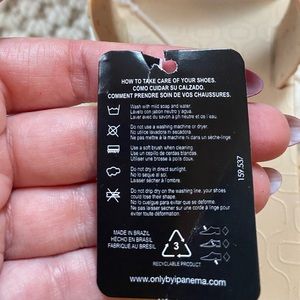 HOW TO TAKE CARE OF YOUR SHOES.
CÓMO CUIDAR SU CALZADO.
COMMENT PRENDRE SOIN DE VOS CHAUSSURES.
Wash with mild soap and water.
Lávelo con jabón neutro y agua.
Lavez avec du savon à ph neutre et de l'eau
Do not use a washing machine or dryer.
No utilice lavadora ni secadora
Ne pas mettre à la machine ni dans un sèche-linge.
Use a soft brush when cleaning
Use un cepillo de cerdas blandas.
Utiliser une brosse à poils doux.
Do not dry in direct sunlight.
No lo seque al sol.
Laisser sécher à l'ombre.
Do not drip dry on the washing line, your shoes
could lose their shape.
No lo cuelgue para evitar que se deforme.
Ne pas laisser sécher sur une corde à linge pour
éviter toute déformation.
159.337
MADE IN BRAZIL
HECHO EN BRASIL
FABRIQUÉ AU BRÉSIL
3
RECYCLABLE PRODUCT
www.onlybyipanema.com